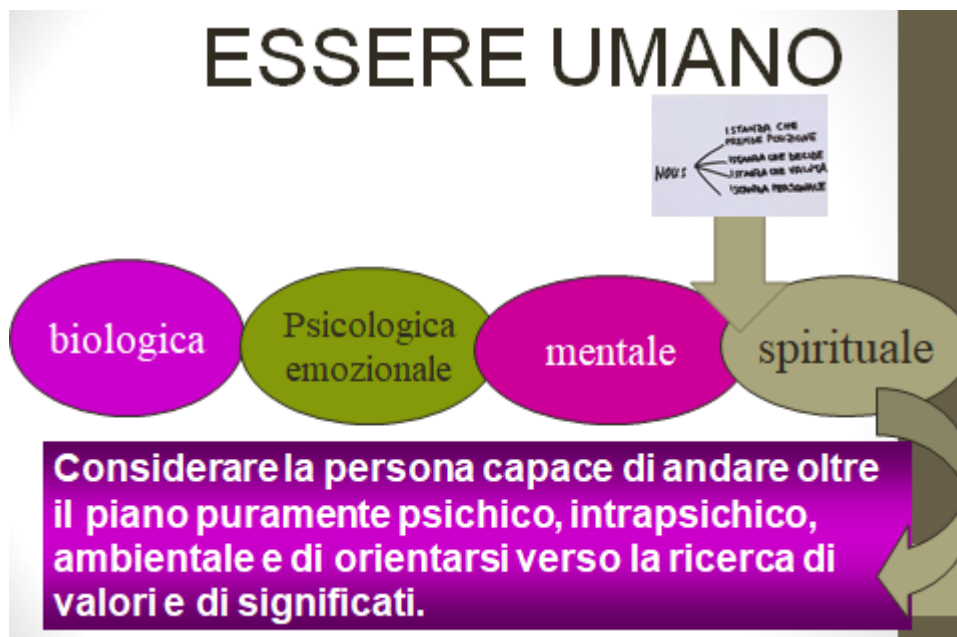 ESSERE UMANO
ISTANZA CHE
PRENDE POSIZIONE
ISTANZA CHE DECIDE
NOUS
ISTANZA CHE VALUTA
ISTANZA PERSONALE
biologica
Psicologica
emozionale
mentale
spirituale
Considerare la persona capace di andare oltre
il piano puramente psichico, intrapsichico,
ambientale e di orientarsi verso la ricerca di
valori e di significati.